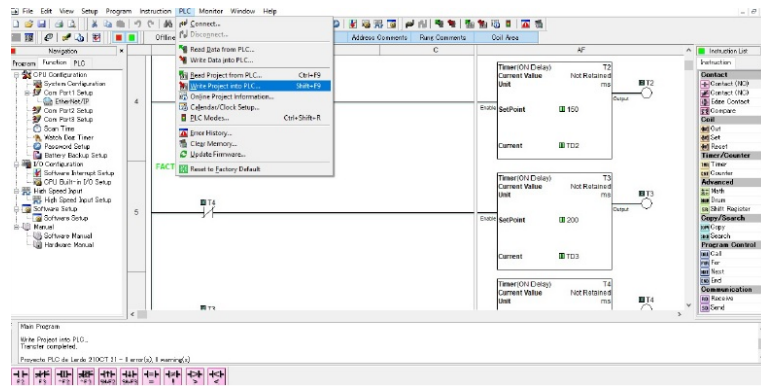 File Edit View Setup Program Instruction PLC Monitor Window Help
Connect...
Disconnect...
Read Data from PLC...
Write Data into PLC...
Read Project from PLC... Ctrl+F9
Write Project into PLC... Shift+F9
Online Project Information...
Calendar/Clock Setup...
PLC Modes... Ctrl+Shift+R
Error History...
Clear Memory...
Update Firmware...
Reset to Factory Default
Offline
Address Comments Rung Comments Coil Area
Navigation
Program Function PLC
CPU Configuration
System Configuration
Com Port1 Setup
EtherNet/IP
Com Port2 Setup
Com Port3 Setup
Scan Time
Watch Dog Timer
Password Setup
Battery Backup Setup
I/O Configuration
Software Interrupt Setup
CPU Built-in I/O Setup
High Speed Input
High Speed Input Setup
Software Setup
Software Setup
Manual
Software Manual
Hardware Manual
C
AF
4
FACT
Timer(ON Delay) T2
Current Value Not Retained
Unit ms
T2
Output
Enable SetPoint 150
Current TD2
5
T4
Timer(ON Delay) T3
Current Value Not Retained
Unit ms
T3
Output
Enable SetPoint 200
Current TD3
Timer(ON Delay) T4
Current Value Not Retained
Unit ms
T4
T3
Instruction List
Instruction
Contact
Contact (NO)
Contact (NC)
Edge Contact
Compare
Coil
Out
Set
Reset
Timer/Counter
Timer
Counter
Advanced
Math
Drum
Shift Register
Copy/Search
Copy
Search
Program Control
Call
For
Next
End
Communication
Receive
Send
Main Program
Write Project into PLC...
Transfer completed.
Proyecto PLC de Lerdo 21OCT 21 - 0 error(s), 0 warning(s)
F2 F3